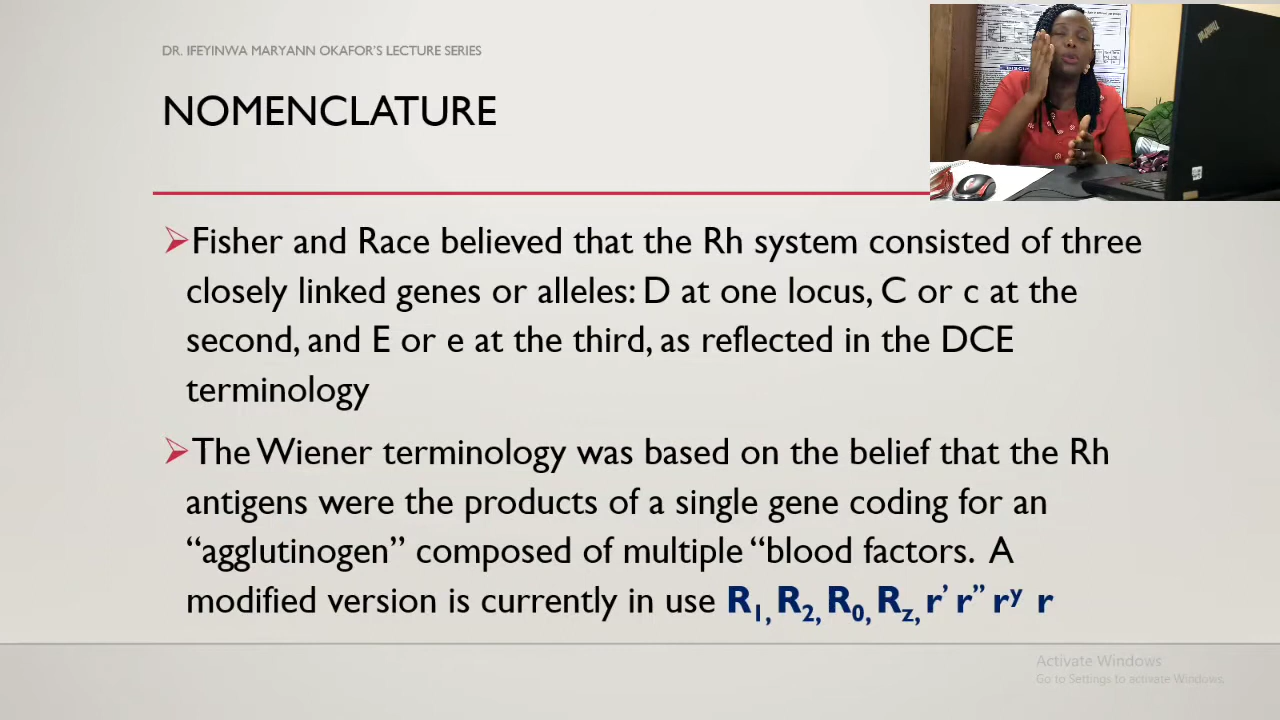 DR. IFEYINWA MARYANN OKAFOR'S LECTURE SERIES
NOMENCLATURE
➢Fisher and Race believed that the Rh system consisted of three
closely linked genes or alleles: D at one locus, C or c at the
second, and E or e at the third, as reflected in the DCE
terminology
➢The Wiener terminology was based on the belief that the Rh
antigens were the products of a single gene coding for an
“agglutinogen” composed of multiple “blood factors. A
modified version is currently in use R₁, R₂, R₀, Rz, r’ r” rʸ r
Activate Windows
Go to Settings to activate Windows.